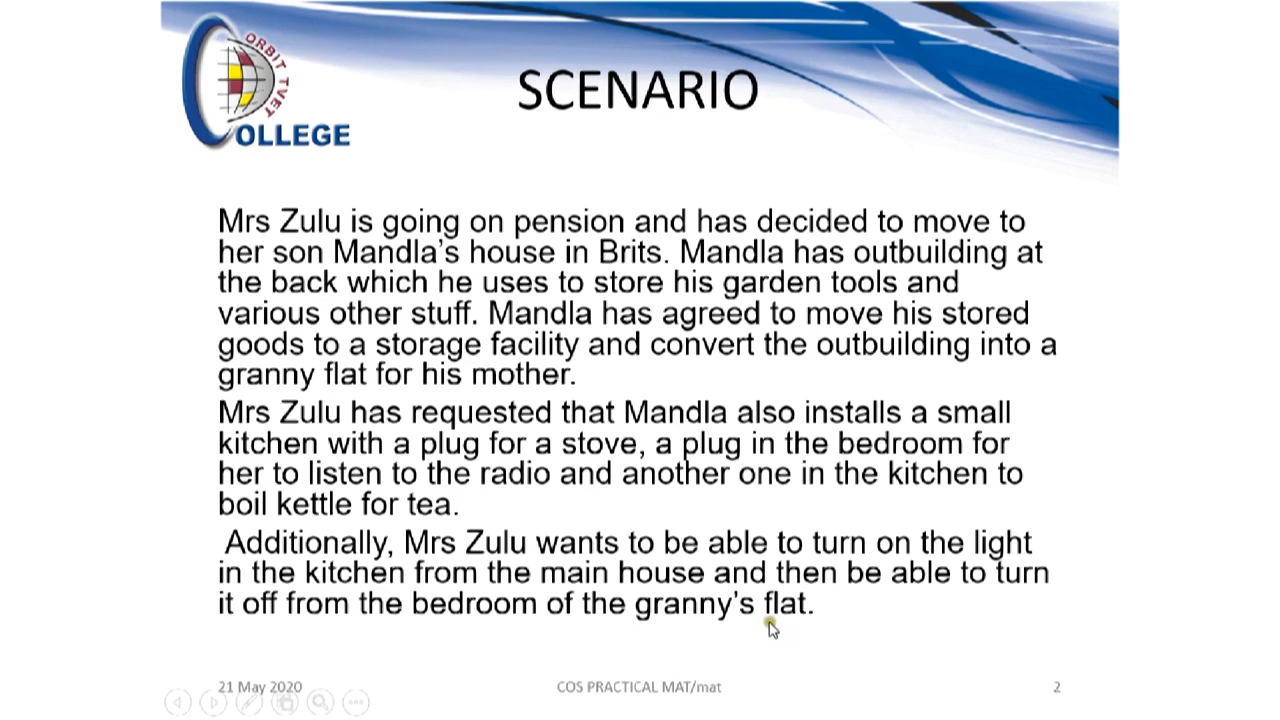 ORBIT TVET
COLLEGE
SCENARIO
Mrs Zulu is going on pension and has decided to move to
her son Mandla’s house in Brits. Mandla has outbuilding at
the back which he uses to store his garden tools and
various other stuff. Mandla has agreed to move his stored
goods to a storage facility and convert the outbuilding into a
granny flat for his mother.
Mrs Zulu has requested that Mandla also installs a small
kitchen with a plug for a stove, a plug in the bedroom for
her to listen to the radio and another one in the kitchen to
boil kettle for tea.
Additionally, Mrs Zulu wants to be able to turn on the light
in the kitchen from the main house and then be able to turn
it off from the bedroom of the granny’s flat.
21 May 2020
COS PRACTICAL MAT/mat
2